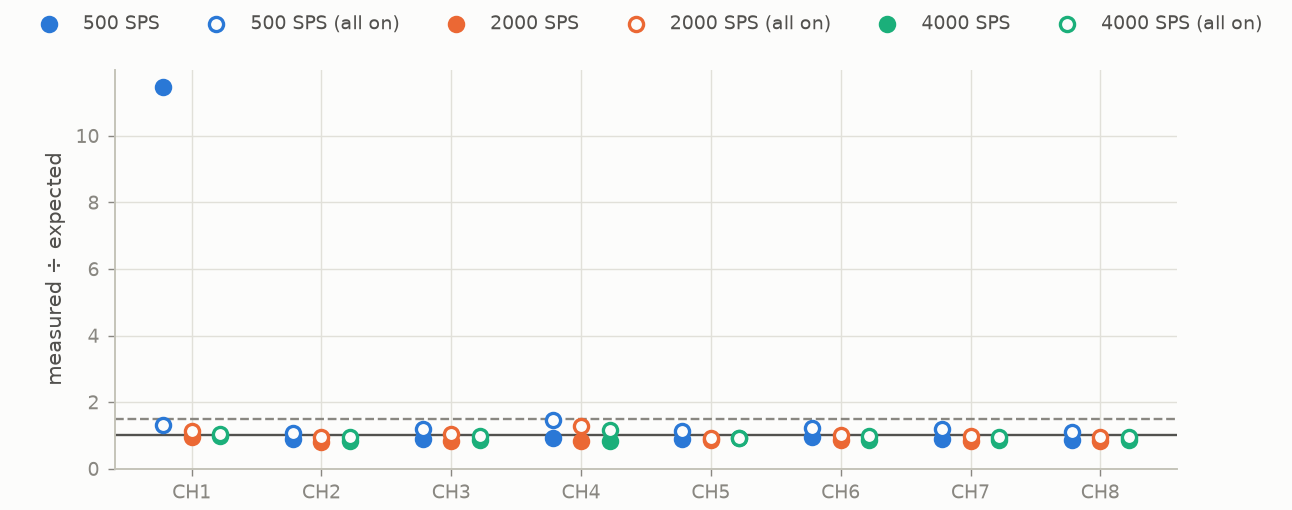 500 SPS 500 SPS (all on) 2000 SPS 2000 SPS (all on) 4000 SPS 4000 SPS (all on)
measured ÷ expected
10
8
6
4
2
0
CH1 CH2 CH3 CH4 CH5 CH6 CH7 CH8